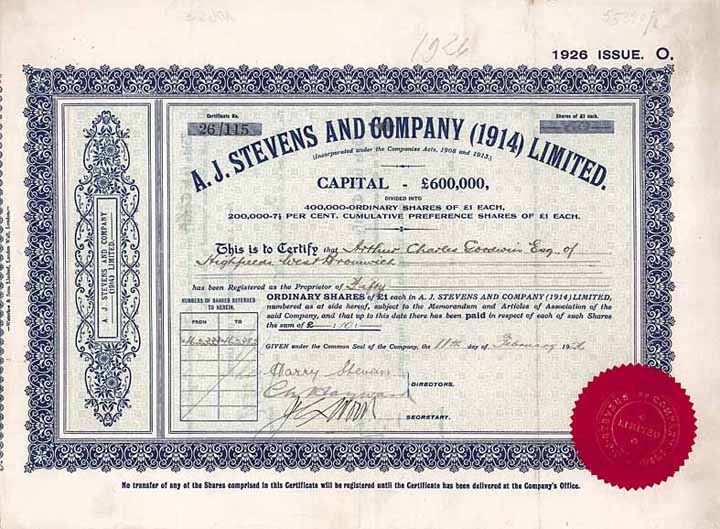 1926
1926 ISSUE. O.
Certificate No.
26/115
Shares of £1 each.
A. J. STEVENS AND COMPANY (1914) LIMITED.
(Incorporated under the Companies Acts, 1908 and 1913.)
CAPITAL - £600,000,
DIVIDED INTO
400,000-ORDINARY SHARES OF £1 EACH,
200,000-7½ PER CENT. CUMULATIVE PREFERENCE SHARES OF £1 EACH.
This is to Certify that Arthur Charles Goodwin Esq. of
Highfields West Bromwich
has been Registered as the Proprietor of Fifty
ORDINARY SHARES of £1 each in A. J. STEVENS AND COMPANY (1914) LIMITED,
numbered as at side hereof, subject to the Memorandum and Articles of Association of the
said Company, and that up to this date there has been paid in respect of each of such Shares
the sum of £ : 10 :
NUMBERS OF SHARES REFERRED
TO HEREIN.
FROM TO
GIVEN under the Common Seal of the Company, the 11th day of February 192
Harry Stevens
DIRECTORS.
SECRETARY.
A. J. STEVENS AND COMPANY
(1914) LIMITED.
No transfer of any of the Shares comprised in this Certificate will be registered until the Certificate has been delivered at the Company's Office.